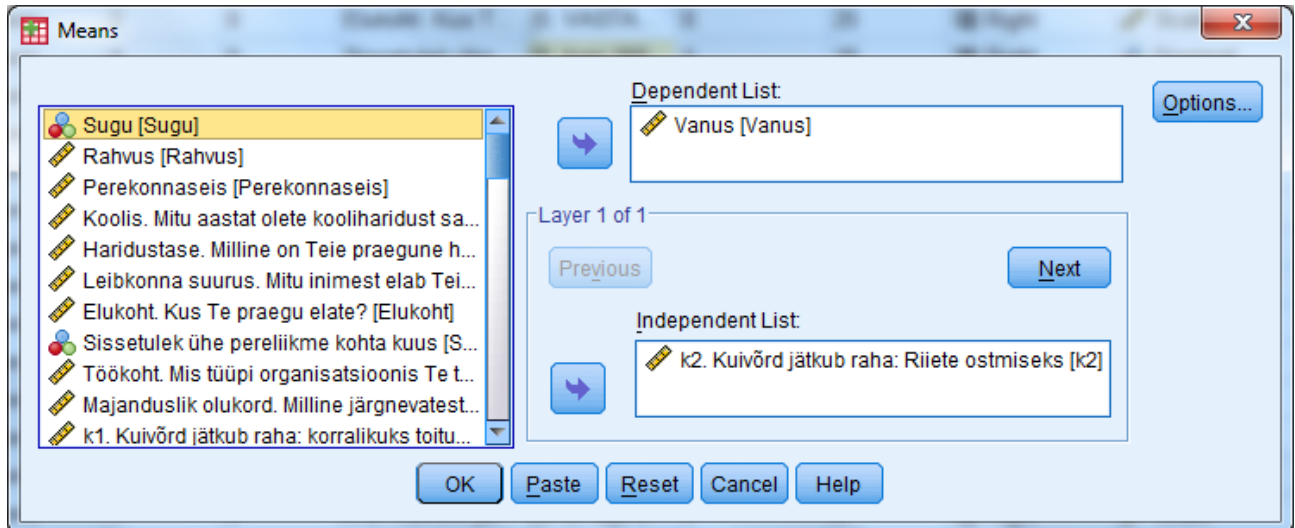 Means
Sugu [Sugu]
Rahvus [Rahvus]
Perekonnaseis [Perekonnaseis]
Koolis. Mitu aastat olete kooliharidust sa...
Haridustase. Milline on Teie praegune h...
Leibkonna suurus. Mitu inimest elab Tei...
Elukoht. Kus Te praegu elate? [Elukoht]
Sissetulek ühe pereliikme kohta kuus [S...
Töökoht. Mis tüüpi organisatsioonis Te t...
Majanduslik olukord. Milline järgnevatest...
k1. Kuivõrd jätkub raha: korralikuks toitu...
Dependent List:
Vanus [Vanus]
Options...
Layer 1 of 1
Previous
Next
Independent List:
k2. Kuivõrd jätkub raha: Riiete ostmiseks [k2]
OK
Paste
Reset
Cancel
Help